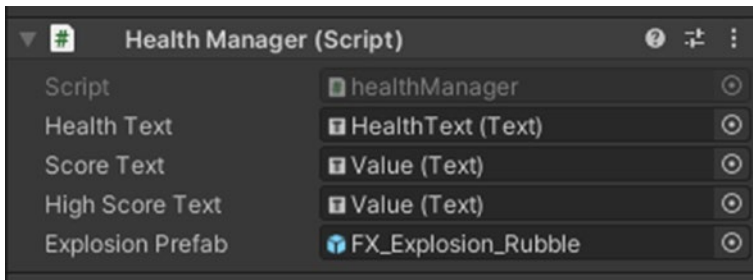 Health Manager (Script)
Script healthManager
Health Text HealthText (Text)
Score Text Value (Text)
High Score Text Value (Text)
Explosion Prefab FX_Explosion_Rubble